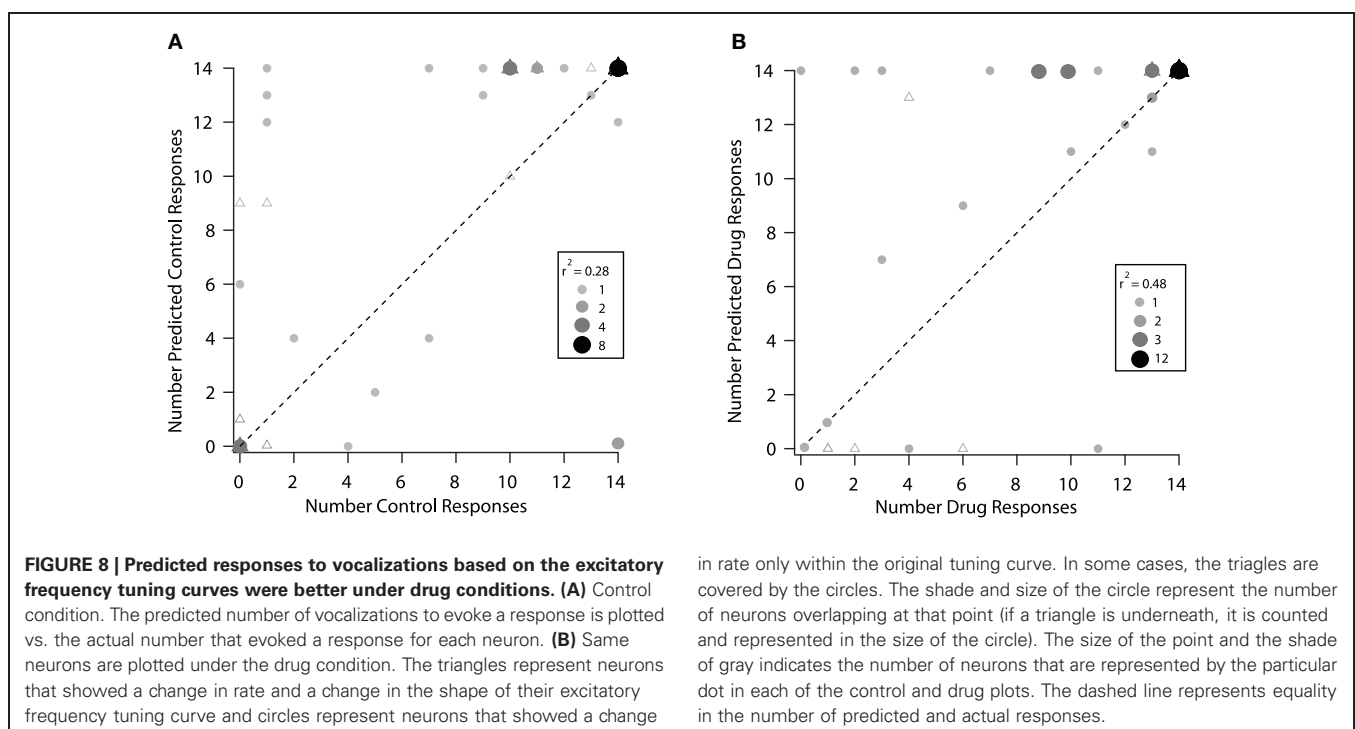 A
B
Number Predicted Control Responses
14
12
10
8
6
4
2
0
0 2 4 6 8 10 12 14
Number Control Responses
r2 = 0.28
1
2
4
8
Number Predicted Drug Responses
14
12
10
8
6
4
2
0
0 2 4 6 8 10 12 14
Number Drug Responses
r2 = 0.48
1
2
3
12
FIGURE 8 | Predicted responses to vocalizations based on the excitatory
frequency tuning curves were better under drug conditions. (A) Control
condition. The predicted number of vocalizations to evoke a response is plotted
vs. the actual number that evoked a response for each neuron. (B) Same
neurons are plotted under the drug condition. The triangles represent neurons
that showed a change in rate and a change in the shape of their excitatory
frequency tuning curve and circles represent neurons that showed a change
in rate only within the original tuning curve. In some cases, the triagles are
covered by the circles. The shade and size of the circle represent the number
of neurons overlapping at that point (if a triangle is underneath, it is counted
and represented in the size of the circle). The size of the point and the shade
of gray indicates the number of neurons that are represented by the particular
dot in each of the control and drug plots. The dashed line represents equality
in the number of predicted and actual responses.